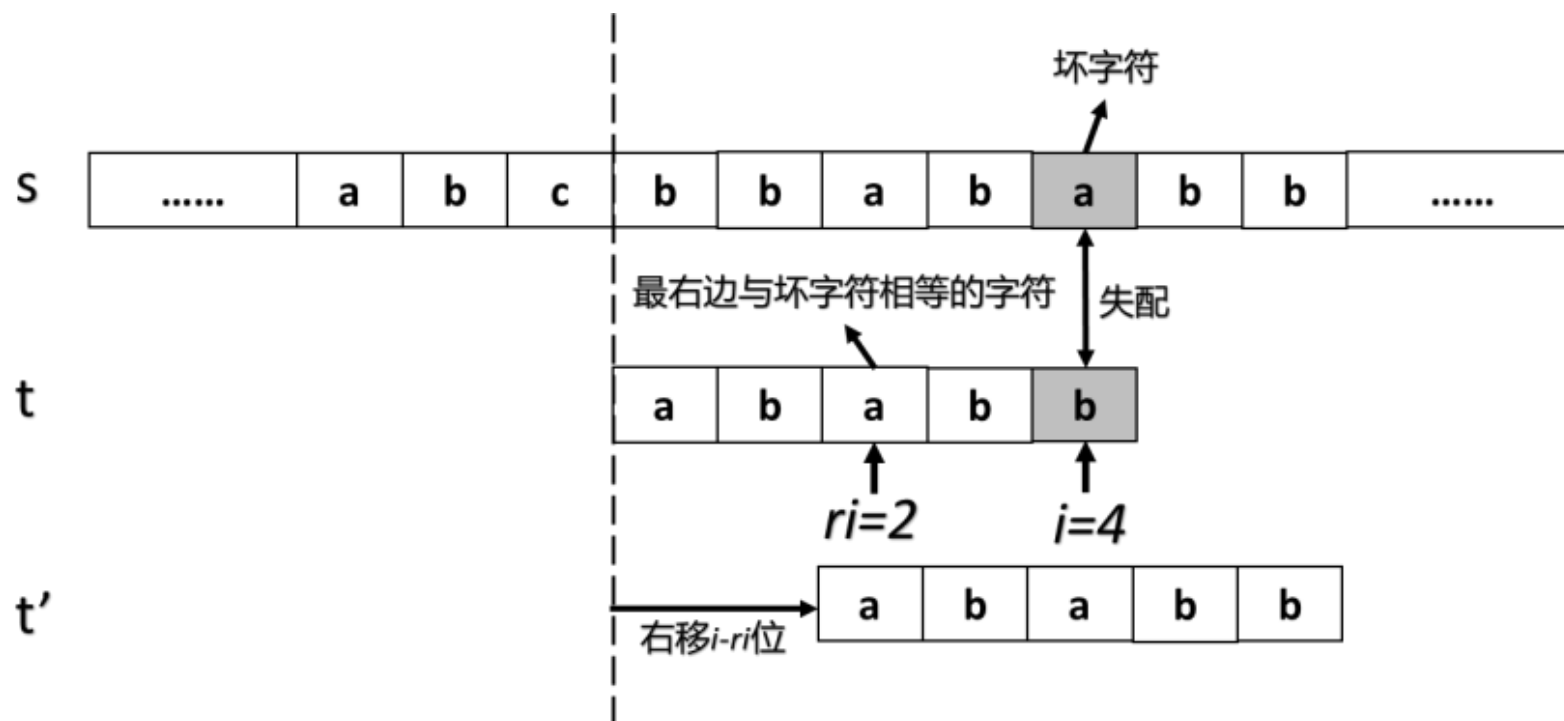 坏字符
s …… a b c b b a b a b b ……
最右边与坏字符相等的字符 失配
t a b a b b
ri=2 i=4
t’ a b a b b
右移i-ri位